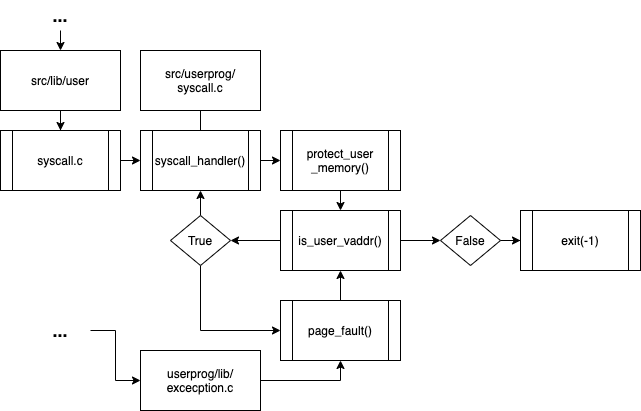 ...
src/lib/user
src/userprog/
syscall.c
syscall.c
syscall_handler()
protect_user
_memory()
True
is_user_vaddr()
False
exit(-1)
...
page_fault()
userprog/lib/
excecption.c